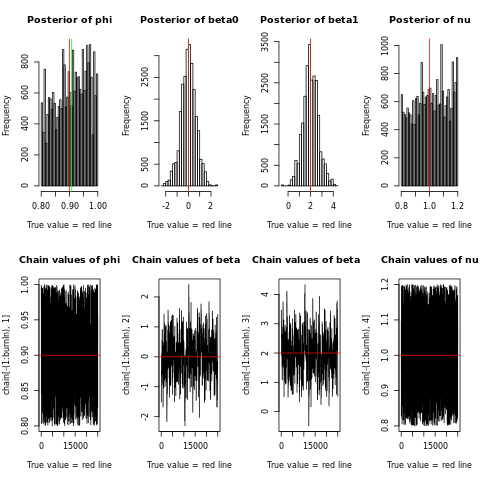 Posterior of phi
Posterior of beta0
Posterior of beta1
Posterior of nu
Frequency
0 200 400 600 800
0.80 0.90 1.00
True value = red line
Frequency
0 500 1500 2500
-2 0 2
True value = red line
Frequency
0 500 1500 2500 3500
0 2 4
True value = red line
Frequency
0 200 400 600 800 1000
0.8 1.0 1.2
True value = red line
Chain values of phi
Chain values of beta
Chain values of beta
Chain values of nu
chain[-(1:burnIn), 1]
0.80 0.85 0.90 0.95 1.00
0 15000
True value = red line
chain[-(1:burnIn), 2]
-2 -1 0 1 2
0 15000
True value = red line
chain[-(1:burnIn), 3]
0 1 2 3 4
0 15000
True value = red line
chain[-(1:burnIn), 4]
0.8 0.9 1.0 1.1 1.2
0 15000
True value = red line